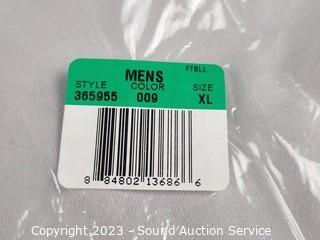 FTBLL
MENS
STYLE COLOR SIZE
365955 009 XL
8 84802 13686 6
Copyright 2023 - Sound Auction Service